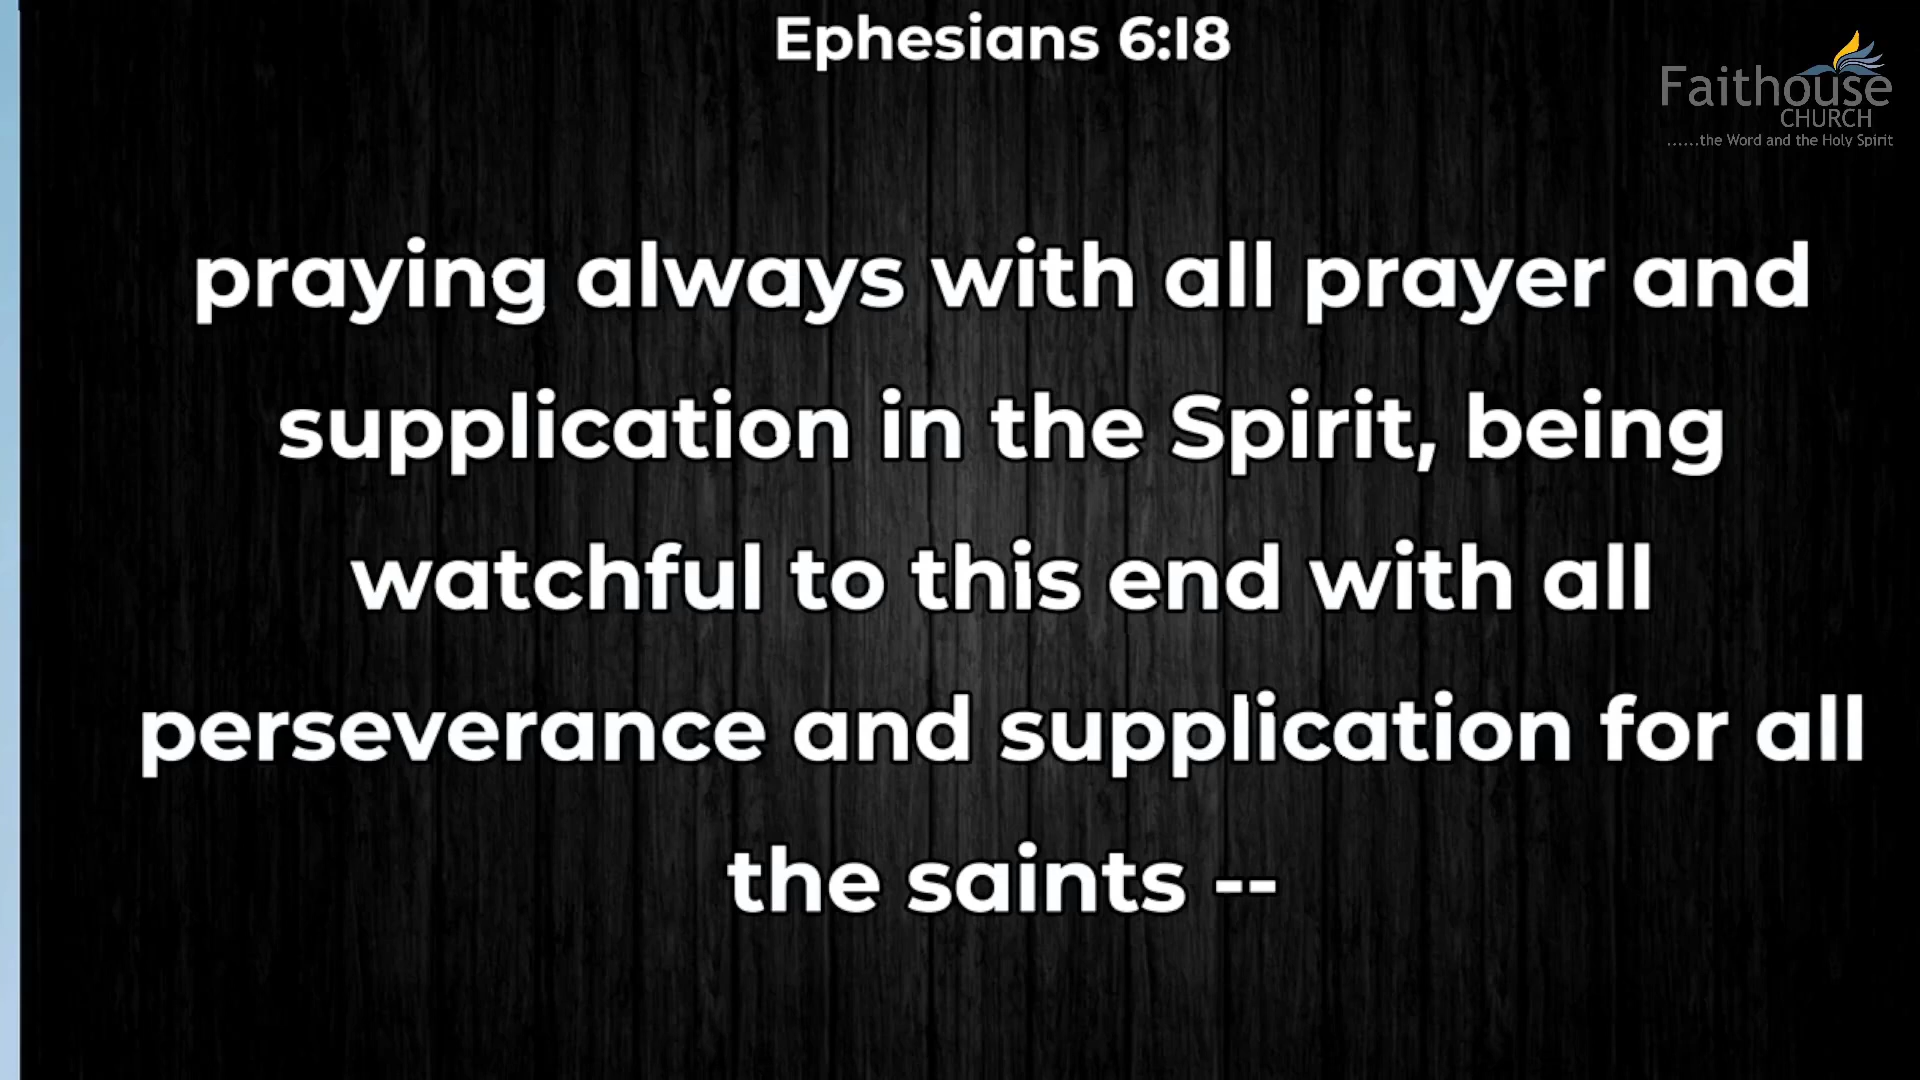 Ephesians 6:18
Faithouse
CHURCH
......the Word and the Holy Spirit
praying always with all prayer and
supplication in the Spirit, being
watchful to this end with all
perseverance and supplication for all
the saints --